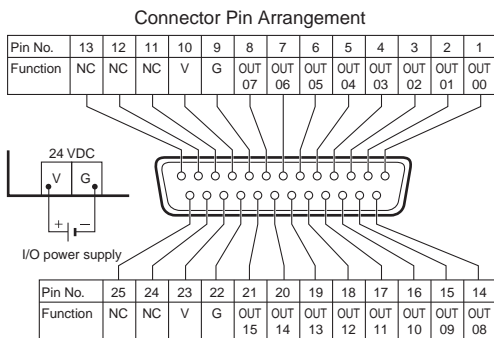 Connector Pin Arrangement
Pin No. 13 12 11 10 9 8 7 6 5 4 3 2 1
Function NC NC NC V G OUT 07 OUT 06 OUT 05 OUT 04 OUT 03 OUT 02 OUT 01 OUT 00
24 VDC
V G
+ −
I/O power supply
Pin No. 25 24 23 22 21 20 19 18 17 16 15 14
Function NC NC V G OUT 15 OUT 14 OUT 13 OUT 12 OUT 11 OUT 10 OUT 09 OUT 08